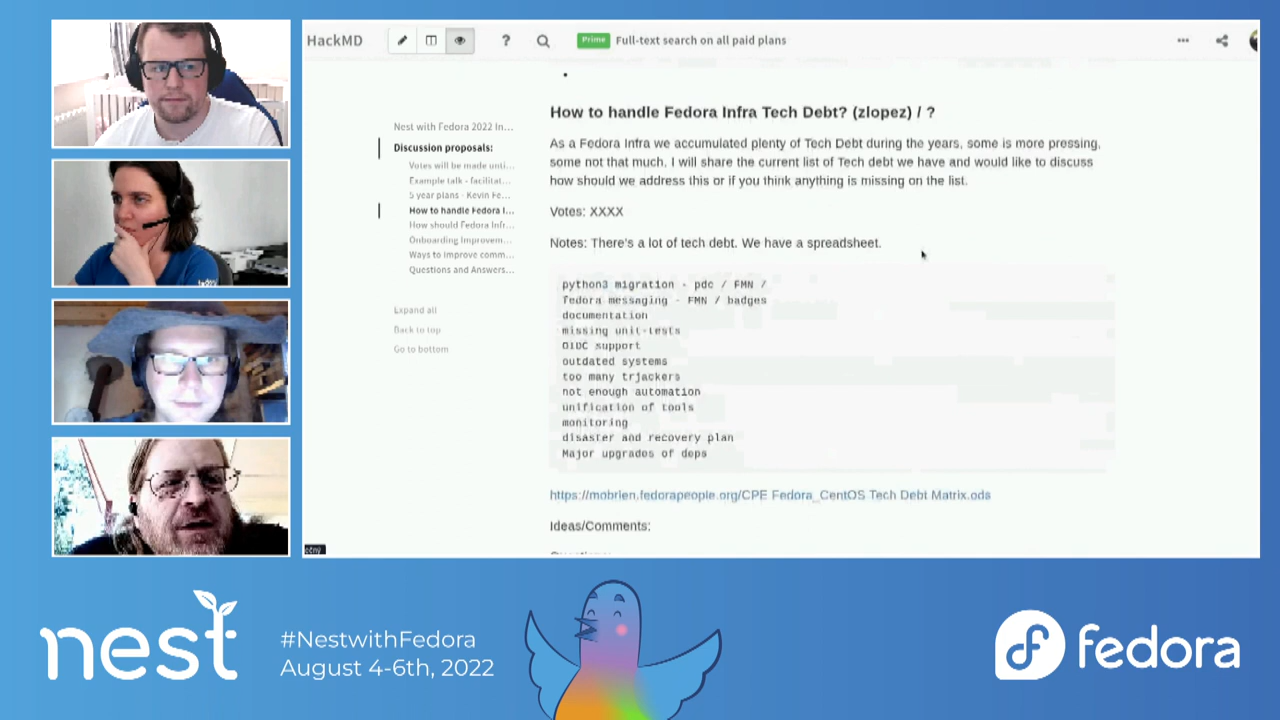 HackMD
?
Prime Full-text search on all paid plans
Nest with Fedora 2022 In...
Discussion proposals:
Votes will be made unti...
Example talk - facilitat...
5 year plans - Kevin Fe...
How to handle Fedora I...
How should Fedora Infr...
Onboarding Improvem...
Ways to improve comm...
Questions and Answers...
Expand all
Back to top
Go to bottom
How to handle Fedora Infra Tech Debt? (zlopez) / ?
As a Fedora Infra we accumulated plenty of Tech Debt during the years, some is more pressing,
some not that much, I will share the current list of Tech debt we have and would like to discuss
how should we address this or if you think anything is missing on the list.
Votes: XXXX
Notes: There's a lot of tech debt. We have a spreadsheet.
python3 migration - pdc / FMN /
fedora messaging - FMN / badges
documentation
missing unit-tests
OIDC support
outdated systems
too many trjackers
not enough automation
unification of tools
monitoring
disaster and recovery plan
Major upgrades of deps
https://mobrien.fedorapeople.org/CPE Fedora_CentOS Tech Debt Matrix.ods
Ideas/Comments:
nest
#NestwithFedora
August 4-6th, 2022
fedora